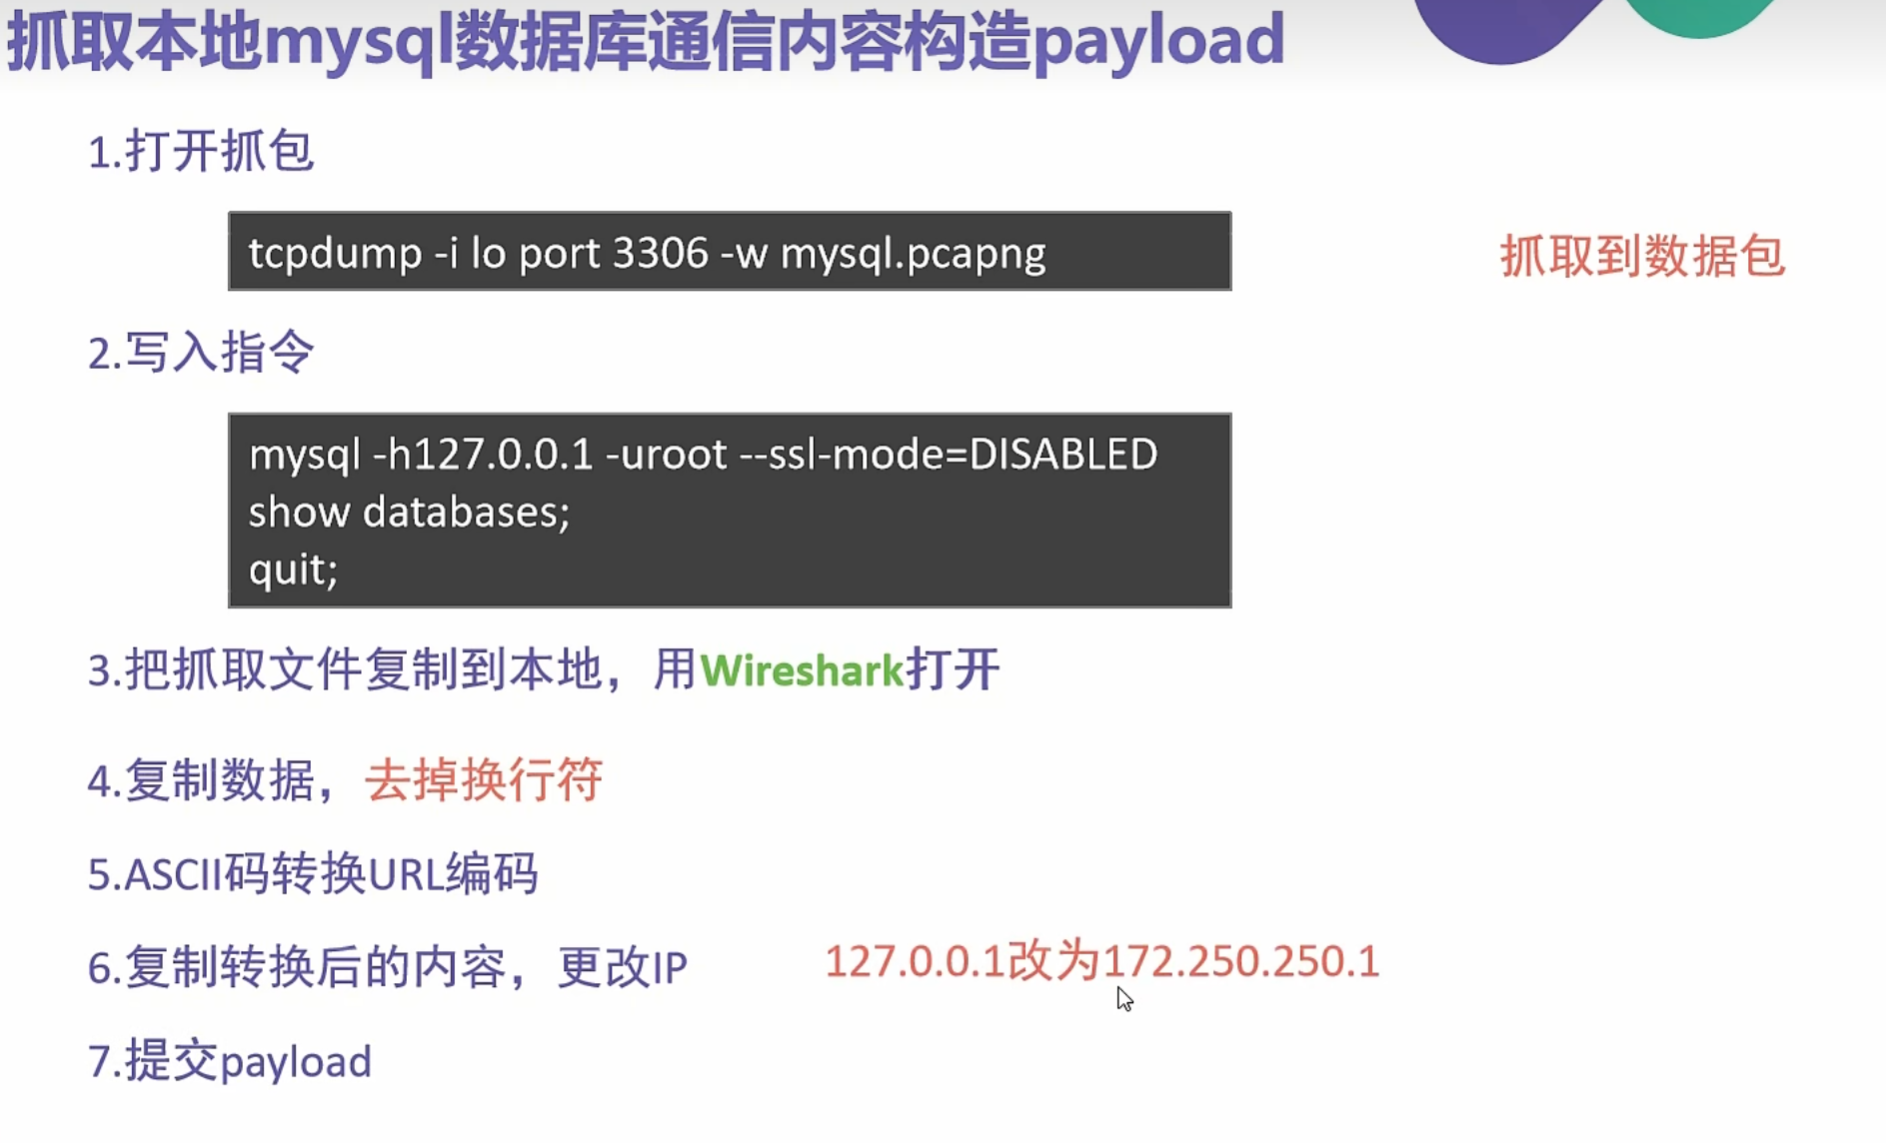 抓取本地mysql数据库通信内容构造payload
1.打开抓包
tcpdump -i lo port 3306 -w mysql.pcapng
抓取到数据包
2.写入指令
mysql -h127.0.0.1 -uroot --ssl-mode=DISABLED
show databases;
quit;
3.把抓取文件复制到本地，用Wireshark打开
4.复制数据，去掉换行符
5.ASCII码转换URL编码
6.复制转换后的内容，更改IP
127.0.0.1改为172.250.250.1
7.提交payload